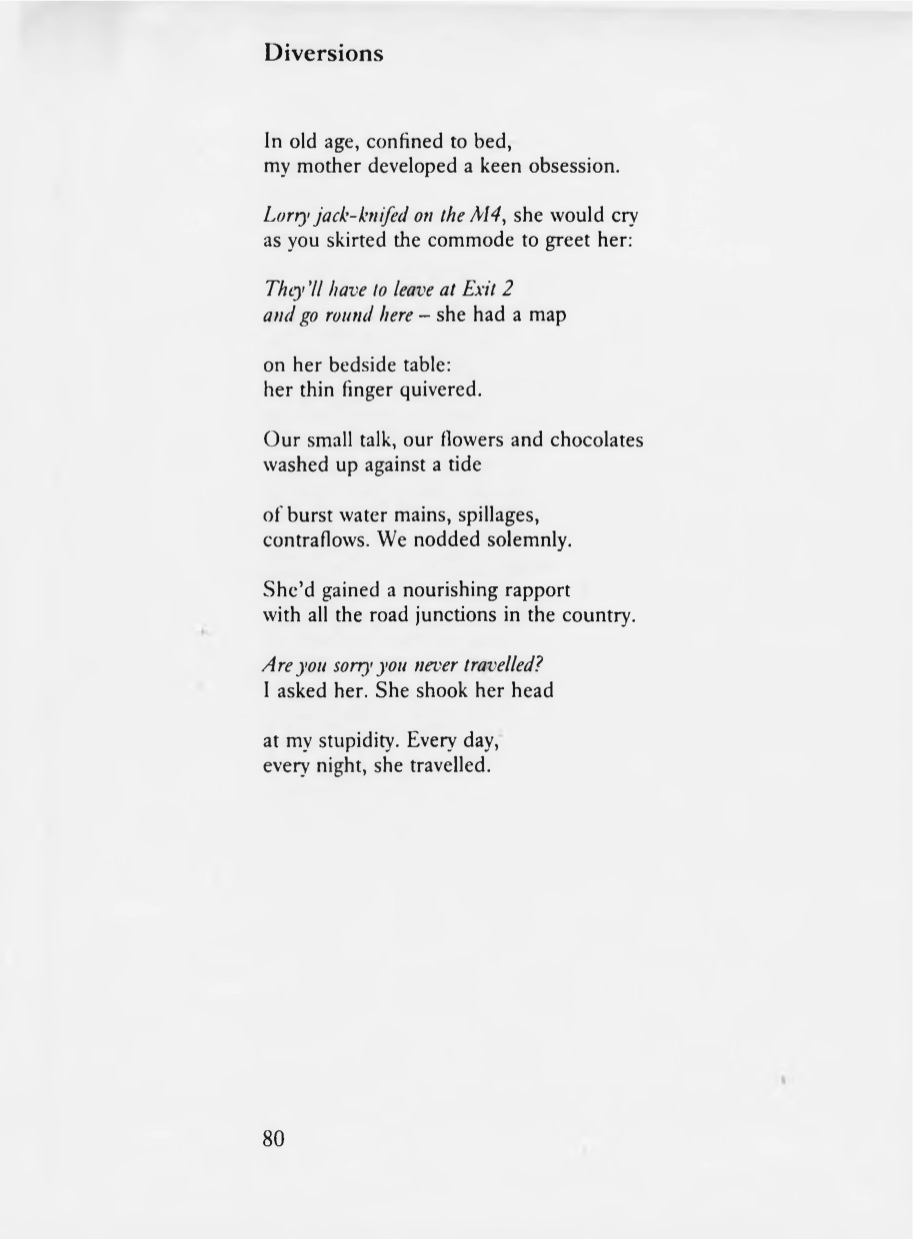 Diversions
In old age, confined to bed,
my mother developed a keen obsession.
Lorry jack-knifed on the M4, she would cry
as you skirted the commode to greet her:
They'll have to leave at Exit 2
and go round here – she had a map
on her bedside table:
her thin finger quivered.
Our small talk, our flowers and chocolates
washed up against a tide
of burst water mains, spillages,
contraflows. We nodded solemnly.
She'd gained a nourishing rapport
with all the road junctions in the country.
Are you sorry you never travelled?
I asked her. She shook her head
at my stupidity. Every day,
every night, she travelled.
80